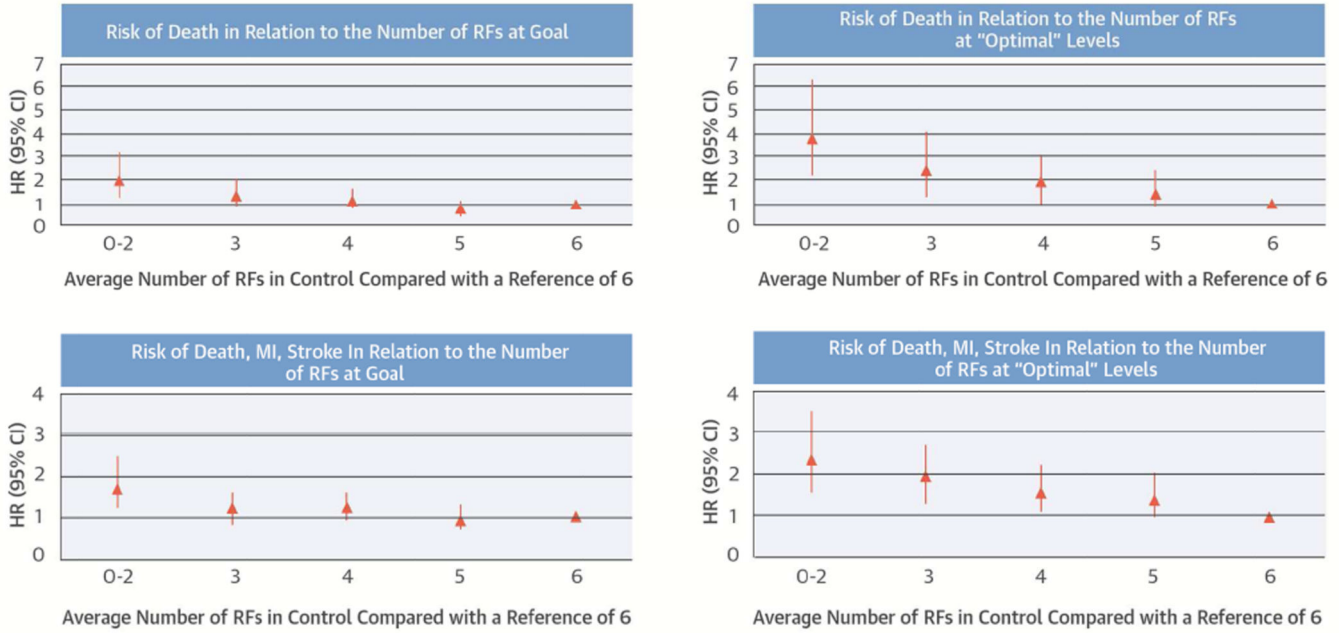 Risk of Death in Relation to the Number of RFs at Goal
HR (95% CI)
7
6
5
4
3
2
1
0
0-2 3 4 5 6
Average Number of RFs in Control Compared with a Reference of 6
Risk of Death in Relation to the Number of RFs
at "Optimal" Levels
HR (95% CI)
7
6
5
4
3
2
1
0
0-2 3 4 5 6
Average Number of RFs in Control Compared with a Reference of 6
Risk of Death, MI, Stroke In Relation to the Number
of RFs at Goal
HR (95% CI)
4
3
2
1
0
0-2 3 4 5 6
Average Number of RFs in Control Compared with a Reference of 6
Risk of Death, MI, Stroke In Relation to the Number
of RFs at "Optimal" Levels
HR (95% CI)
4
3
2
1
0
0-2 3 4 5 6
Average Number of RFs in Control Compared with a Reference of 6